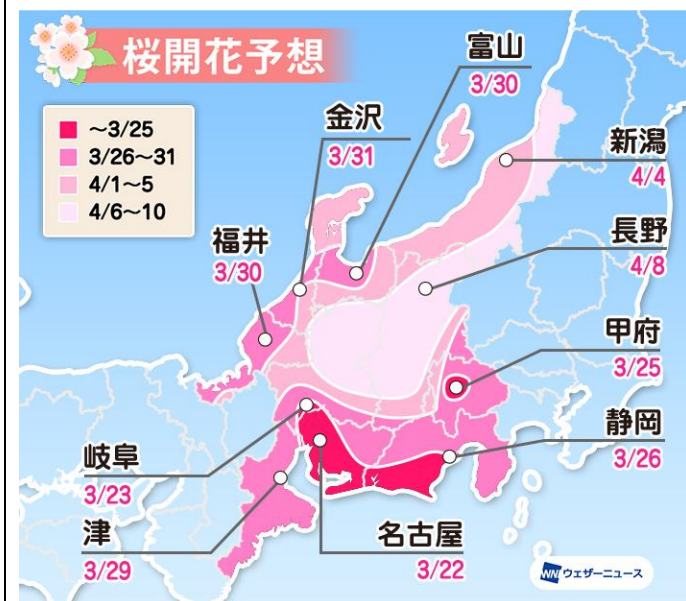 桜開花予想
～3/25
3/26～31
4/1～5
4/6～10
富山
3/30
金沢
3/31
新潟
4/4
福井
3/30
長野
4/8
甲府
3/25
静岡
3/26
岐阜
3/23
津
3/29
名古屋
3/22
WNI ウェザーニュース